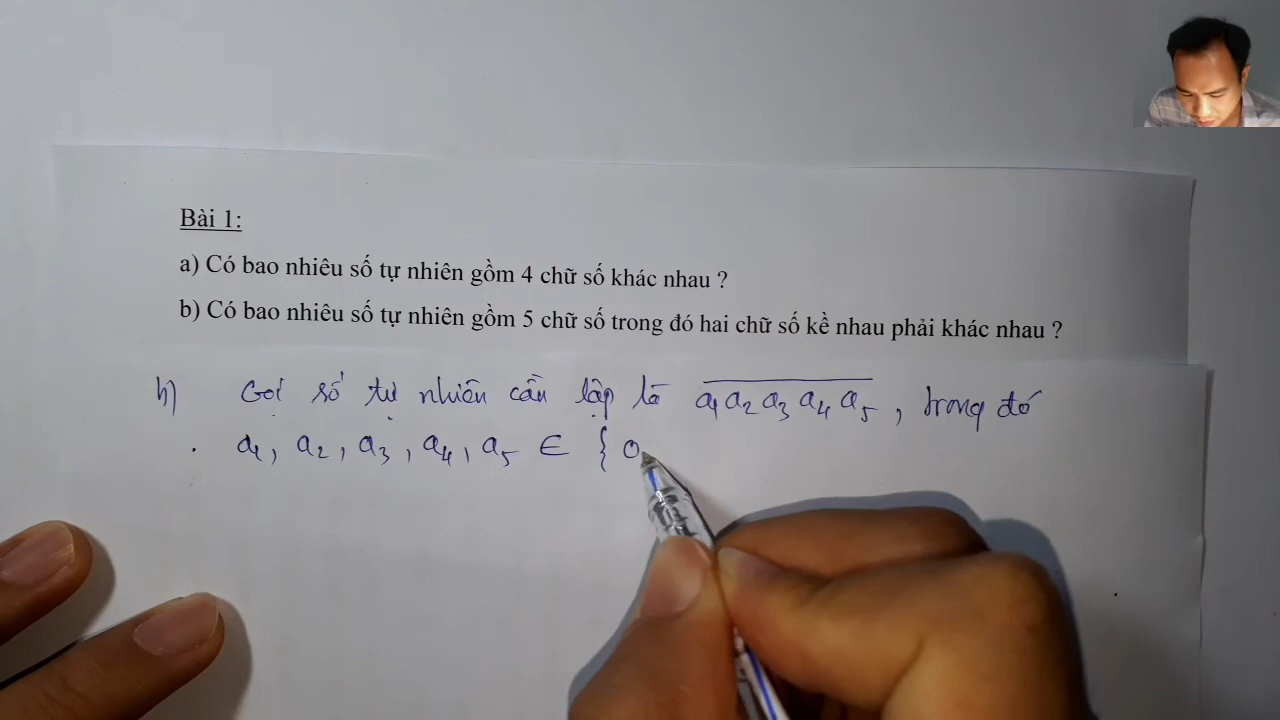 Bài 1:
a) Có bao nhiêu số tự nhiên gồm 4 chữ số khác nhau ?
b) Có bao nhiêu số tự nhiên gồm 5 chữ số trong đó hai chữ số kề nhau phải khác nhau ?
b) Gọi số tự nhiên cần lập là a1a2a3a4a5, trong đó
a1, a2, a3, a4, a5 ∈ { 0